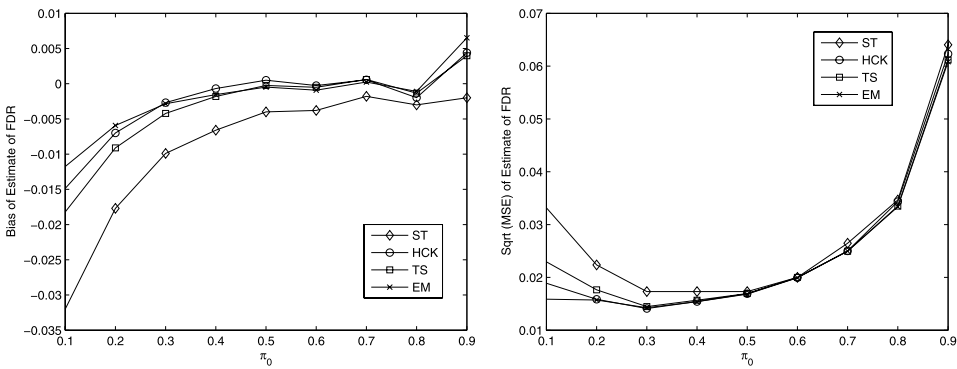 0.01
0.005
0
−0.005
−0.01
−0.015
−0.02
−0.025
−0.03
−0.035
Bias of Estimate of FDR
0.1 0.2 0.3 0.4 0.5 0.6 0.7 0.8 0.9
π0
ST
HCK
TS
EM
0.07
0.06
0.05
0.04
0.03
0.02
0.01
Sqrt (MSE) of Estimate of FDR
0.1 0.2 0.3 0.4 0.5 0.6 0.7 0.8 0.9
π0
ST
HCK
TS
EM